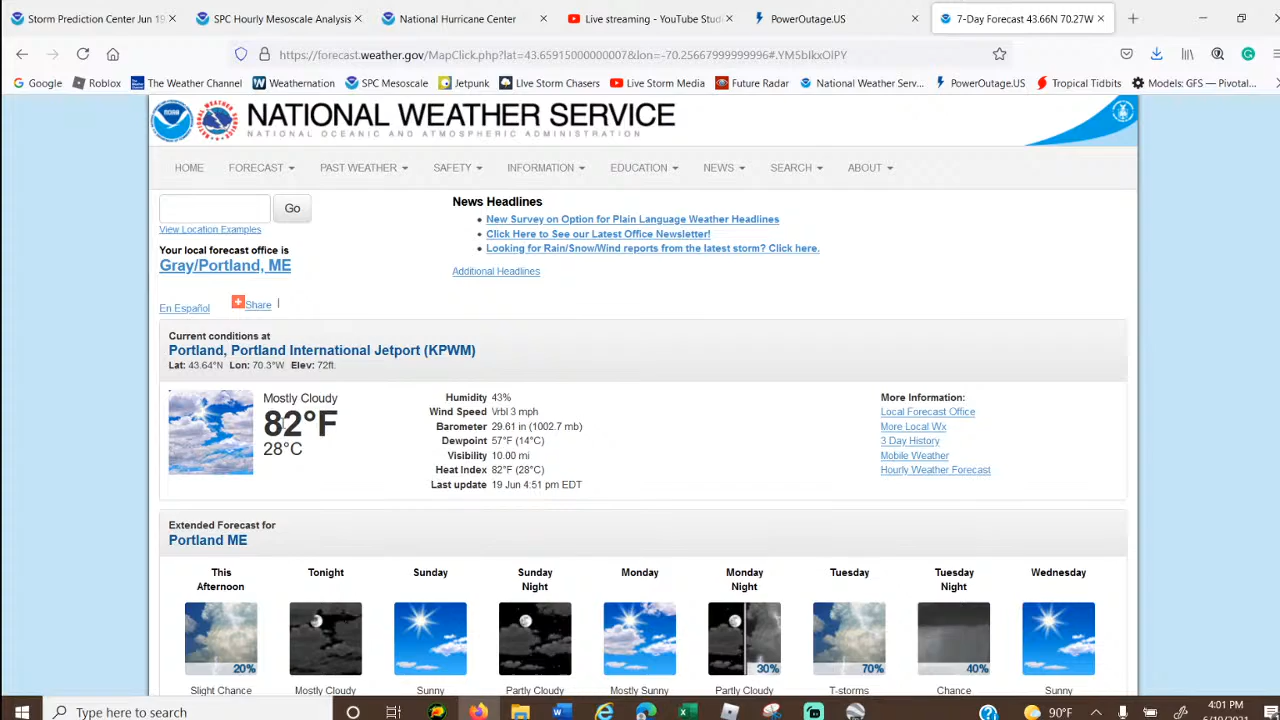 Storm Prediction Center Jun 19
SPC Hourly Mesoscale Analysis
National Hurricane Center
Live streaming - YouTube Stud
PowerOutage.US
7-Day Forecast 43.66N 70.27W
https://forecast.weather.gov/MapClick.php?lat=43.65915000000007&lon=-70.25667999999996#.YM5bIkxOIPY
Google
Roblox
The Weather Channel
Weathernation
SPC Mesoscale
Jetpunk
Live Storm Chasers
Live Storm Media
Future Radar
National Weather Serv...
PowerOutage.US
Tropical Tidbits
Models: GFS — Pivotal...
NATIONAL WEATHER SERVICE
NATIONAL OCEANIC AND ATMOSPHERIC ADMINISTRATION
HOME FORECAST PAST WEATHER SAFETY INFORMATION EDUCATION NEWS SEARCH ABOUT
Go
View Location Examples
Your local forecast office is
Gray/Portland, ME
En Español
Share
News Headlines
New Survey on Option for Plain Language Weather Headlines
Click Here to See our Latest Office Newsletter!
Looking for Rain/Snow/Wind reports from the latest storm? Click here.
Additional Headlines
Current conditions at
Portland, Portland International Jetport (KPWM)
Lat: 43.64°N Lon: 70.3°W Elev: 72ft.
Mostly Cloudy
82°F
28°C
Humidity 43%
Wind Speed Vrbl 3 mph
Barometer 29.61 in (1002.7 mb)
Dewpoint 57°F (14°C)
Visibility 10.00 mi
Heat Index 82°F (28°C)
Last update 19 Jun 4:51 pm EDT
More Information:
Local Forecast Office
More Local Wx
3 Day History
Mobile Weather
Hourly Weather Forecast
Extended Forecast for
Portland ME
This Afternoon
Tonight
Sunday
Sunday Night
Monday
Monday Night
Tuesday
Tuesday Night
Wednesday
20%
30%
70%
40%
Slight Chance
Mostly Cloudy
Sunny
Partly Cloudy
Mostly Sunny
Partly Cloudy
T-storms
Chance
Sunny
Type here to search
90°F
4:01 PM